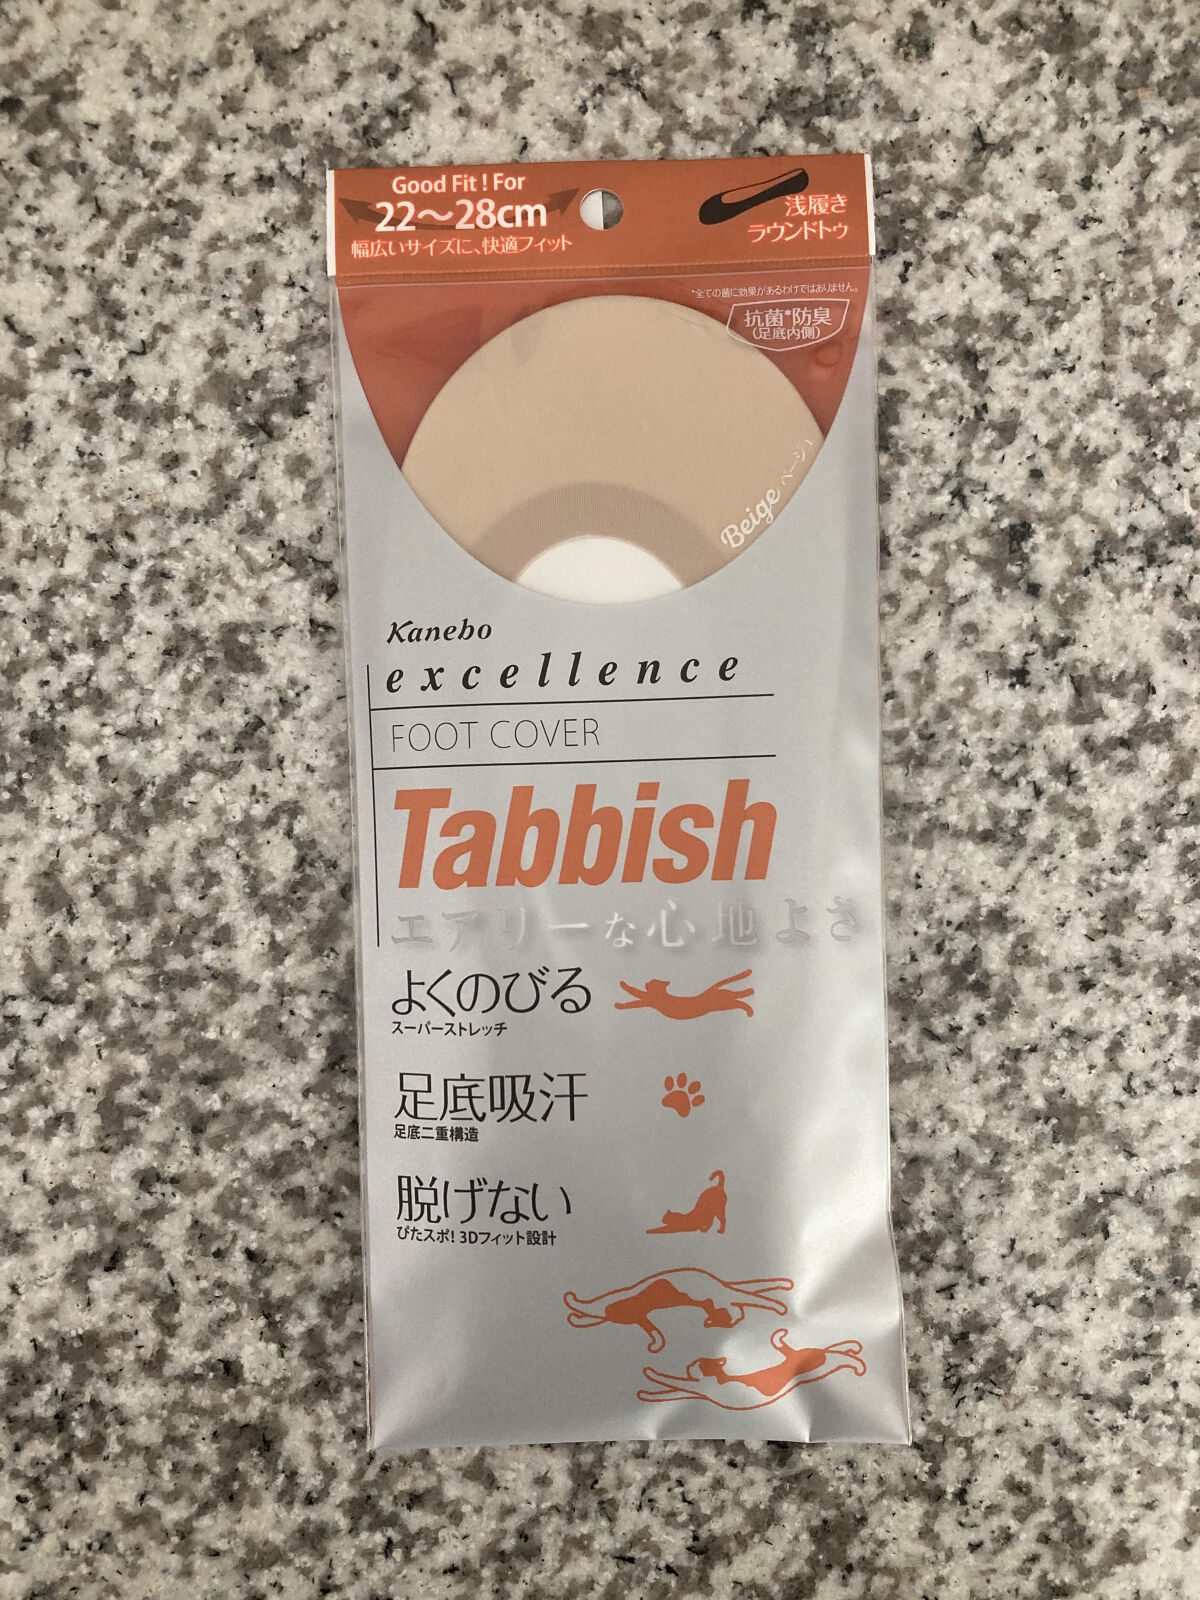 Good Fit! For
22〜28cm
幅広いサイズに、快適フィット
浅履き
ラウンドトゥ
*全ての菌に効果があるわけではありません。
抗菌*防臭
(足底内側)
Beige ベージュ
Kanebo
excellence
FOOT COVER
Tabbish
エアリーな心地よさ
よくのびる
スーパーストレッチ
足底吸汗
足底二重構造
脱げない
ぴたスポ! 3Dフィット設計